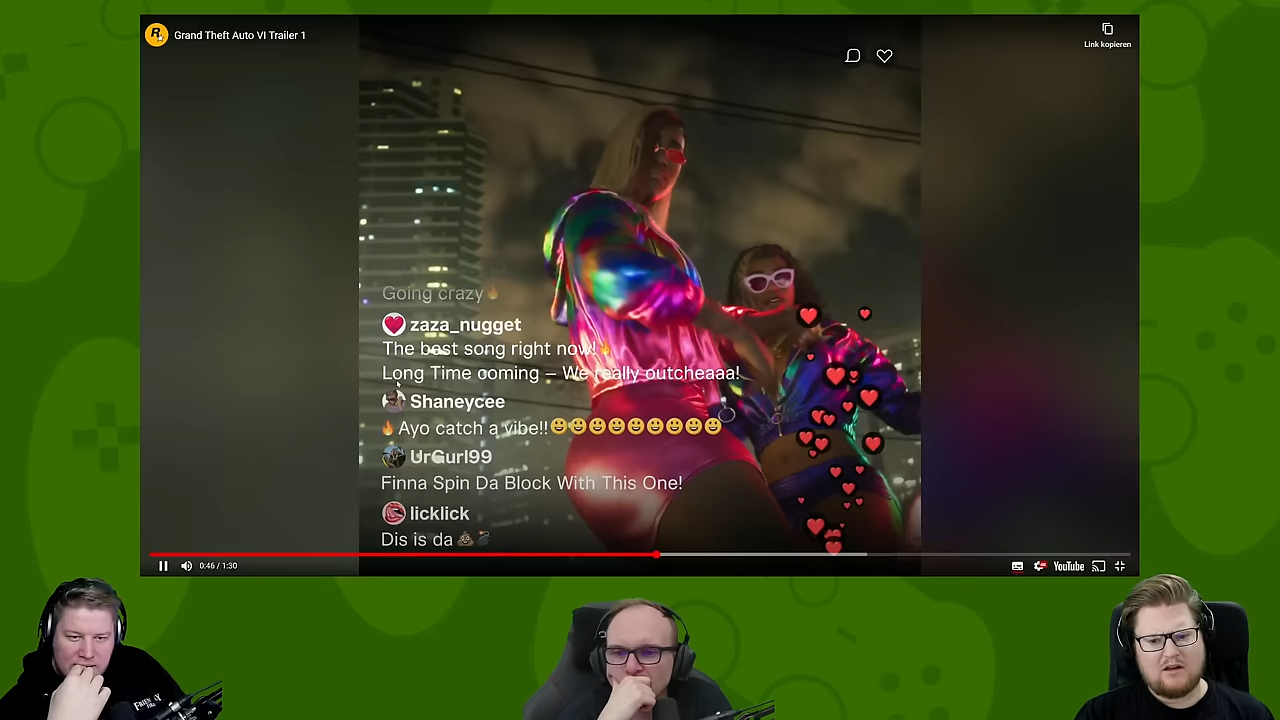 Grand Theft Auto VI Trailer 1
Link kopieren
Going crazy🔥
zaza_nugget
The best song right now!🔥
Long Time coming – We really outcheaaa!
Shaneycee
🔥Ayo catch a vibe!!😀😀😀😀😀😀😀😀😀
UrGurl99
Finna Spin Da Block With This One!
licklick
Dis is da💩
0:46 / 1:30
YouTube